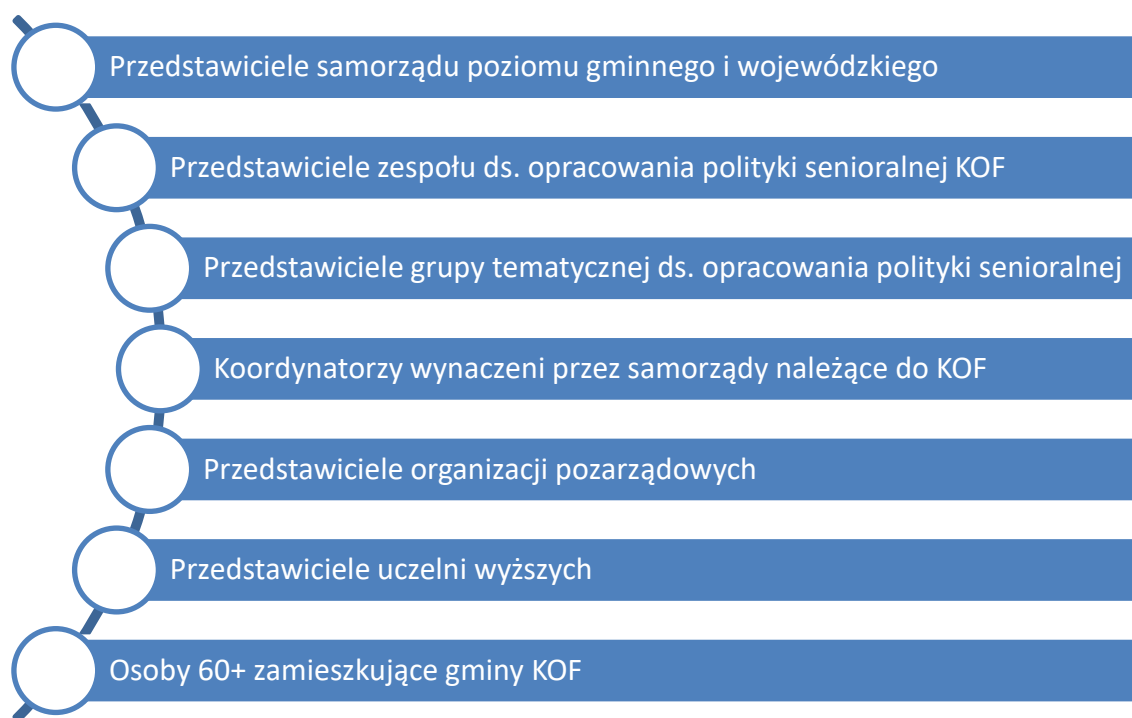 Przedstawiciele samorządu poziomu gminnego i wojewódzkiego
Przedstawiciele zespołu ds. opracowania polityki senioralnej KOF
Przedstawiciele grupy tematycznej ds. opracowania polityki senioralnej
Koordynatorzy wynaczeni przez samorządy należące do KOF
Przedstawiciele organizacji pozarządowych
Przedstawiciele uczelni wyższych
Osoby 60+ zamieszkujące gminy KOF